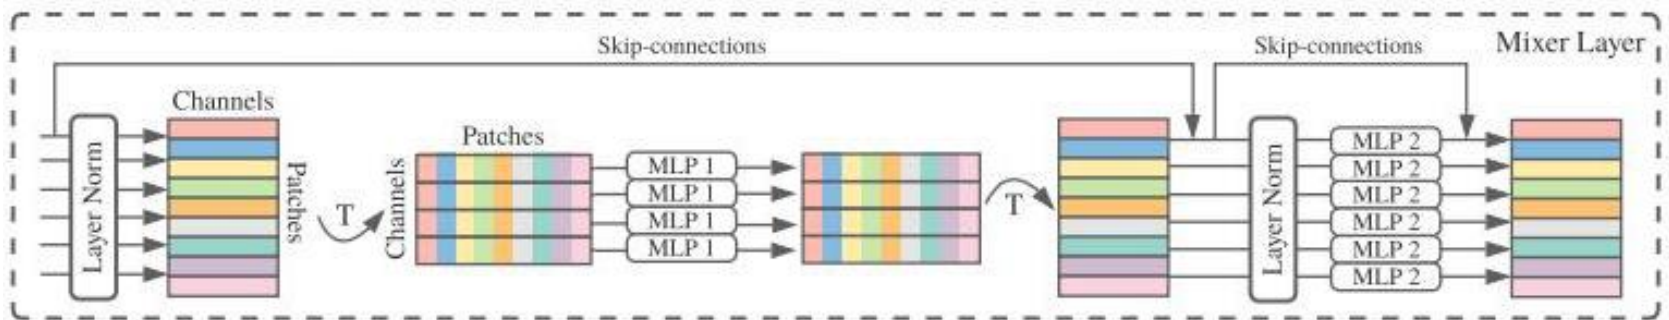 Skip-connections
Skip-connections
Mixer Layer
Channels
Layer Norm
Patches
T
Patches
Channels
MLP 1
MLP 1
MLP 1
MLP 1
T
Layer Norm
MLP 2
MLP 2
MLP 2
MLP 2
MLP 2
MLP 2